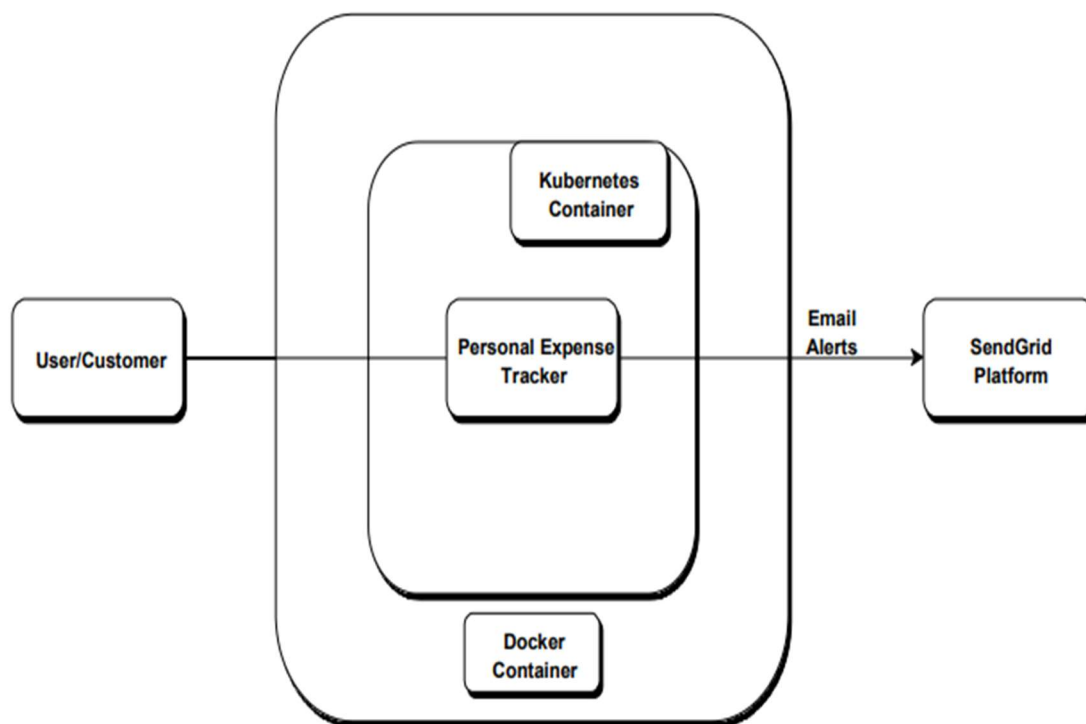 Kubernetes
Container
User/Customer
Personal Expense
Tracker
Email
Alerts
SendGrid
Platform
Docker
Container